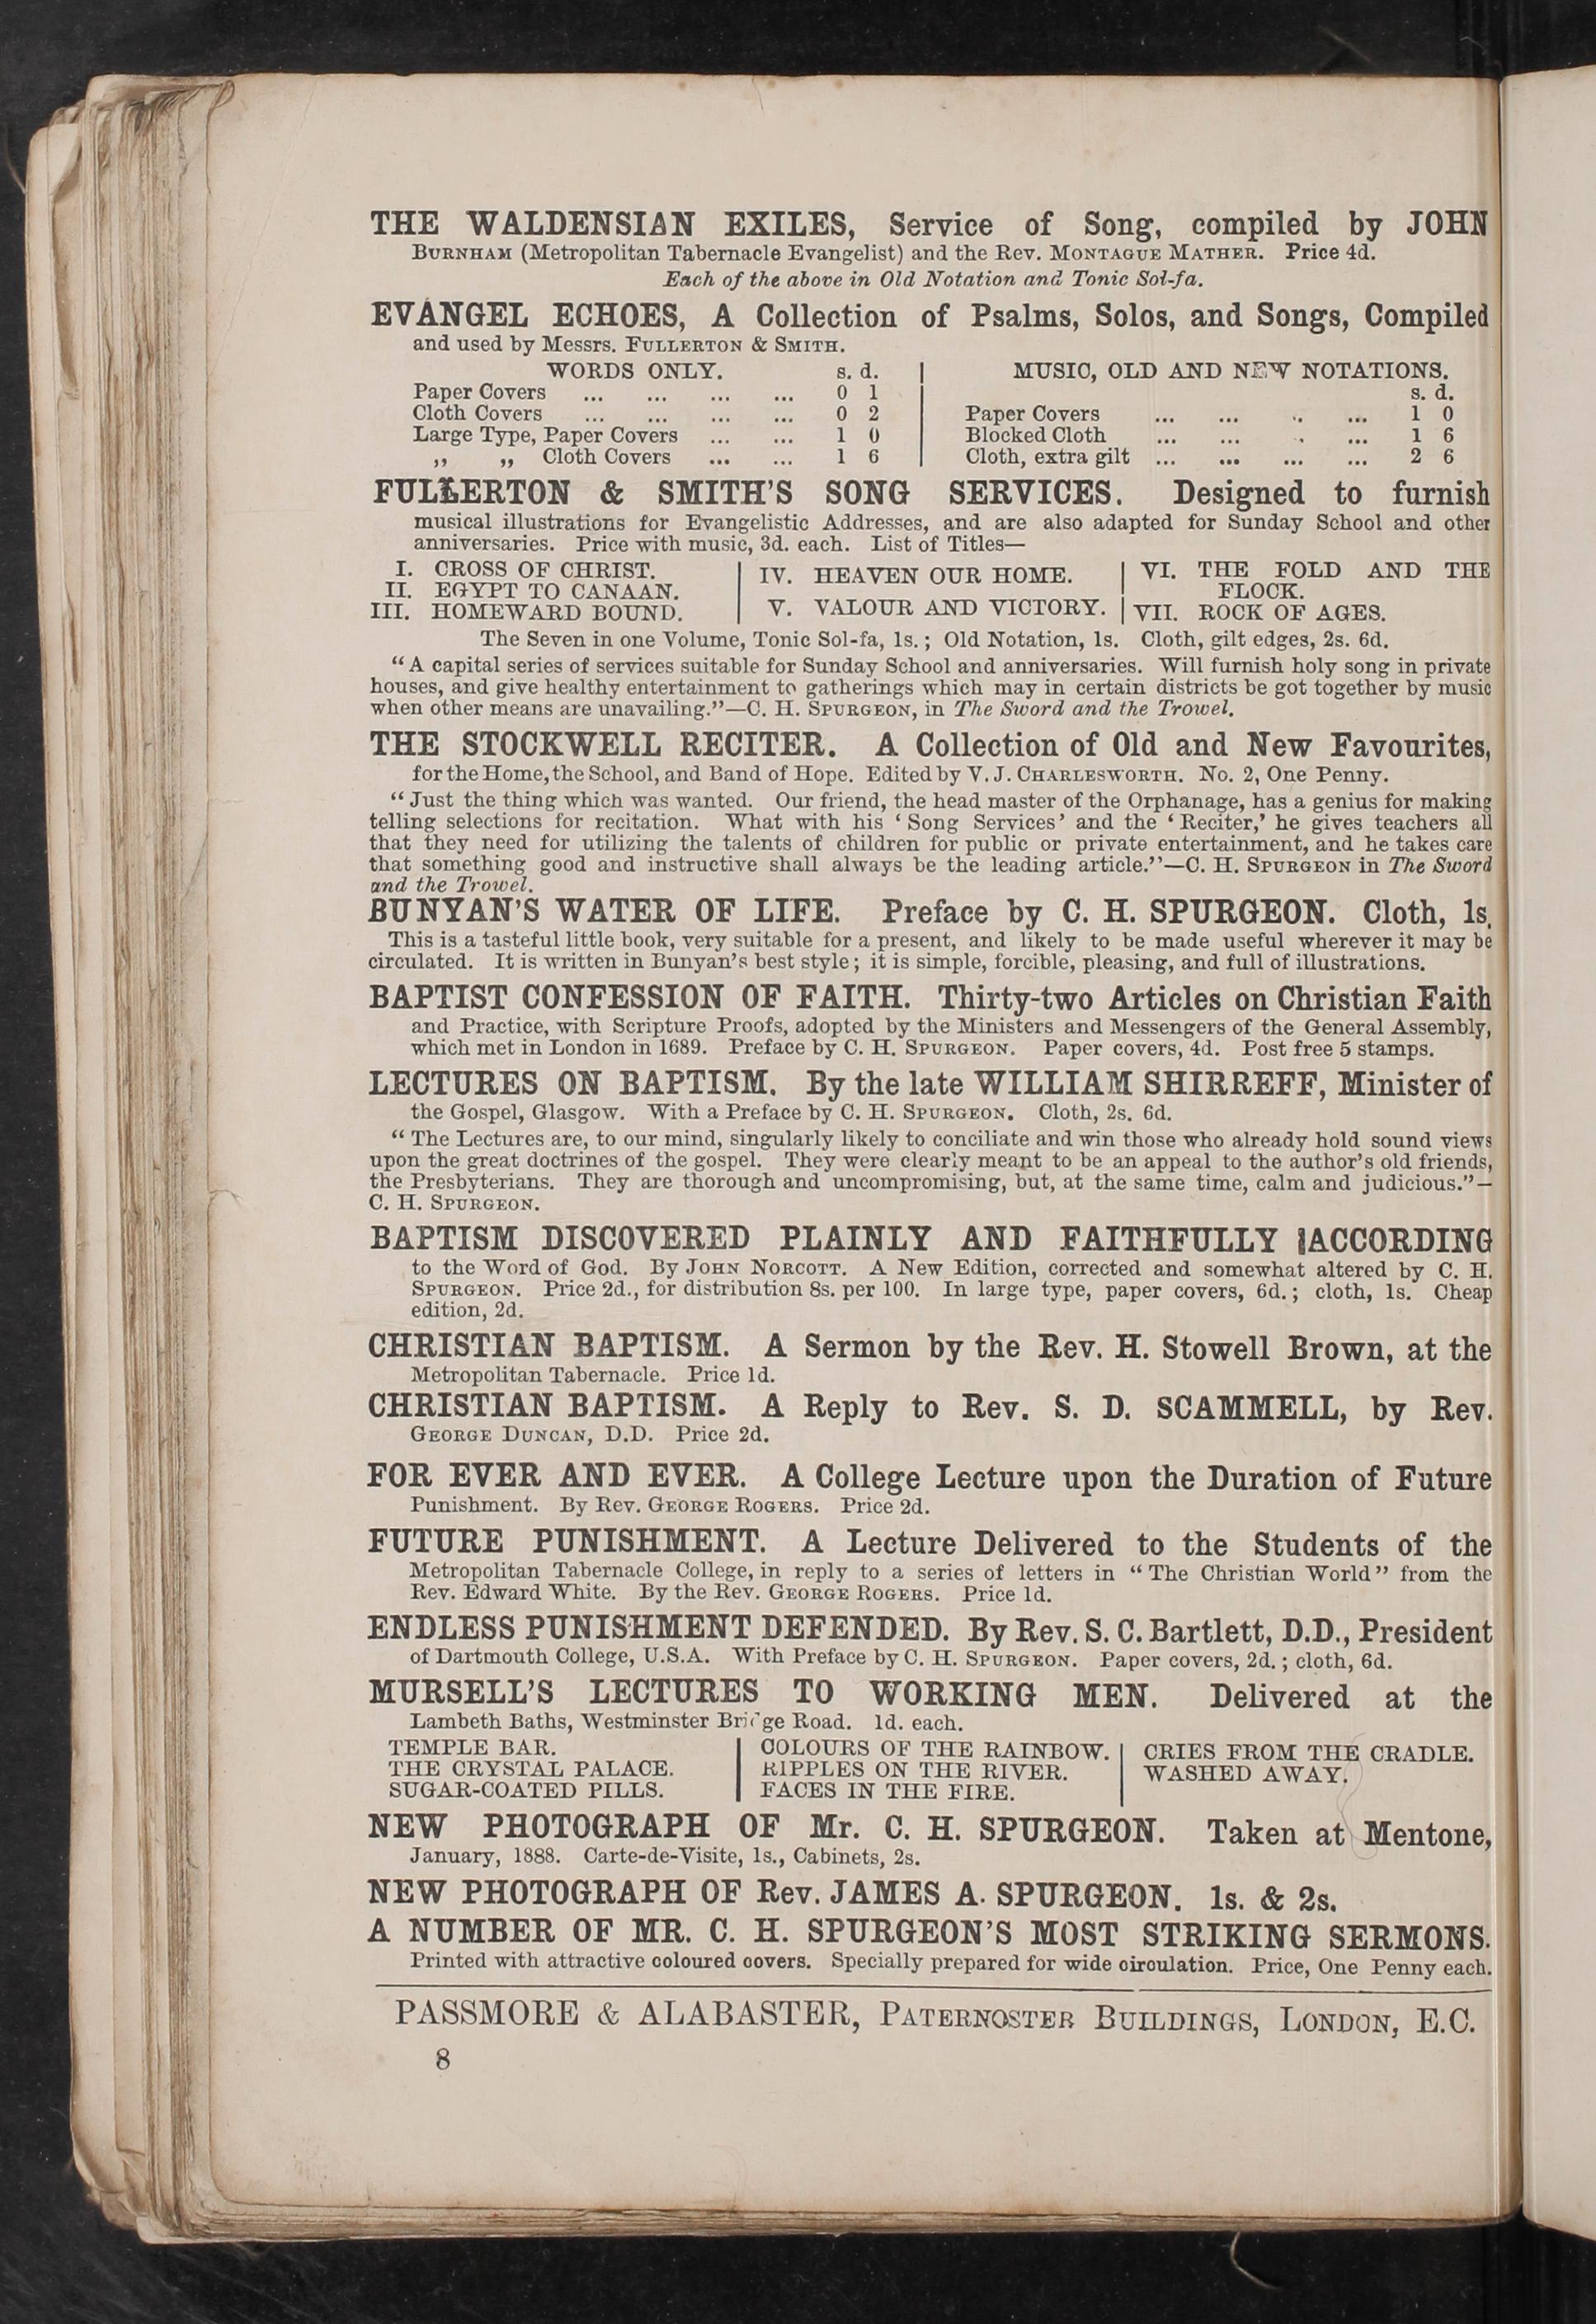 THE WALDENSIAN EXILES, Service of Song, compiled by JOHN
BURNHAM (Metropolitan Tabernacle Evangelist) and the Rev. MONTAGUE MATHER. Price 4d.
Each of the above in Old Notation and Tonic Sol-fa.
EVANGEL ECHOES, A Collection of Psalms, Solos, and Songs, Compiled
and used by Messrs. FULLERTON & SMITH.
WORDS ONLY. s. d.
Paper Covers ... ... ... ... 0 1
Cloth Covers ... ... ... ... 0 2
Large Type, Paper Covers ... ... 1 0
„ „ Cloth Covers ... ... 1 6
MUSIC, OLD AND NEW NOTATIONS.
s. d.
Paper Covers ... ... .. ... 1 0
Blocked Cloth ... ... . ... 1 6
Cloth, extra gilt ... ... ... ... 2 6
FULLERTON & SMITH'S SONG SERVICES. Designed to furnish
musical illustrations for Evangelistic Addresses, and are also adapted for Sunday School and other
anniversaries. Price with music, 3d. each. List of Titles—
I. CROSS OF CHRIST.
II. EGYPT TO CANAAN.
III. HOMEWARD BOUND.
IV. HEAVEN OUR HOME.
V. VALOUR AND VICTORY.
VI. THE FOLD AND THE
FLOCK.
VII. ROCK OF AGES.
The Seven in one Volume, Tonic Sol-fa, 1s.; Old Notation, 1s. Cloth, gilt edges, 2s. 6d.
"A capital series of services suitable for Sunday School and anniversaries. Will furnish holy song in private
houses, and give healthy entertainment to gatherings which may in certain districts be got together by music
when other means are unavailing."—C. H. SPURGEON, in The Sword and the Trowel.
THE STOCKWELL RECITER. A Collection of Old and New Favourites,
for the Home, the School, and Band of Hope. Edited by V. J. CHARLESWORTH. No. 2, One Penny.
"Just the thing which was wanted. Our friend, the head master of the Orphanage, has a genius for making
telling selections for recitation. What with his 'Song Services' and the 'Reciter,' he gives teachers all
that they need for utilizing the talents of children for public or private entertainment, and he takes care
that something good and instructive shall always be the leading article."—C. H. SPURGEON in The Sword
and the Trowel.
BUNYAN'S WATER OF LIFE. Preface by C. H. SPURGEON. Cloth, 1s.
This is a tasteful little book, very suitable for a present, and likely to be made useful wherever it may be
circulated. It is written in Bunyan's best style; it is simple, forcible, pleasing, and full of illustrations.
BAPTIST CONFESSION OF FAITH. Thirty-two Articles on Christian Faith
and Practice, with Scripture Proofs, adopted by the Ministers and Messengers of the General Assembly,
which met in London in 1689. Preface by C. H. SPURGEON. Paper covers, 4d. Post free 5 stamps.
LECTURES ON BAPTISM. By the late WILLIAM SHIRREFF, Minister of
the Gospel, Glasgow. With a Preface by C. H. SPURGEON. Cloth, 2s. 6d.
"The Lectures are, to our mind, singularly likely to conciliate and win those who already hold sound views
upon the great doctrines of the gospel. They were clearly meant to be an appeal to the author's old friends,
the Presbyterians. They are thorough and uncompromising, but, at the same time, calm and judicious."—
C. H. SPURGEON.
BAPTISM DISCOVERED PLAINLY AND FAITHFULLY ACCORDING
to the Word of God. By JOHN NORCOTT. A New Edition, corrected and somewhat altered by C. H.
SPURGEON. Price 2d., for distribution 8s. per 100. In large type, paper covers, 6d.; cloth, 1s. Cheap
edition, 2d.
CHRISTIAN BAPTISM. A Sermon by the Rev. H. Stowell Brown, at the
Metropolitan Tabernacle. Price 1d.
CHRISTIAN BAPTISM. A Reply to Rev. S. D. SCAMMELL, by Rev.
GEORGE DUNCAN, D.D. Price 2d.
FOR EVER AND EVER. A College Lecture upon the Duration of Future
Punishment. By Rev. GEORGE ROGERS. Price 2d.
FUTURE PUNISHMENT. A Lecture Delivered to the Students of the
Metropolitan Tabernacle College, in reply to a series of letters in "The Christian World" from the
Rev. Edward White. By the Rev. GEORGE ROGERS. Price 1d.
ENDLESS PUNISHMENT DEFENDED. By Rev. S. C. Bartlett, D.D., President
of Dartmouth College, U.S.A. With Preface by C. H. SPURGEON. Paper covers, 2d.; cloth, 6d.
MURSELL'S LECTURES TO WORKING MEN. Delivered at the
Lambeth Baths, Westminster Bridge Road. 1d. each.
TEMPLE BAR.
THE CRYSTAL PALACE.
SUGAR-COATED PILLS.
COLOURS OF THE RAINBOW.
RIPPLES ON THE RIVER.
FACES IN THE FIRE.
CRIES FROM THE CRADLE.
WASHED AWAY.
NEW PHOTOGRAPH OF Mr. C. H. SPURGEON. Taken at Mentone,
January, 1888. Carte-de-Visite, 1s., Cabinets, 2s.
NEW PHOTOGRAPH OF Rev. JAMES A. SPURGEON. 1s. & 2s.
A NUMBER OF MR. C. H. SPURGEON'S MOST STRIKING SERMONS.
Printed with attractive coloured covers. Specially prepared for wide circulation. Price, One Penny each.
PASSMORE & ALABASTER, PATERNOSTER BUILDINGS, LONDON, E.C.
8